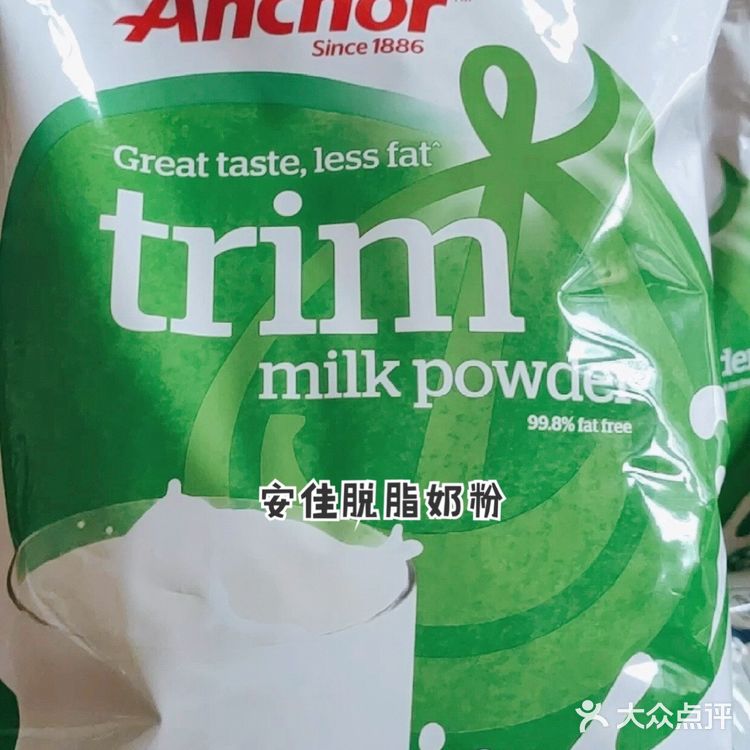 Anchor
Since 1886
Great taste, less fat^
trim
milk powder
99.8% fat free
安佳脱脂奶粉
大众点评